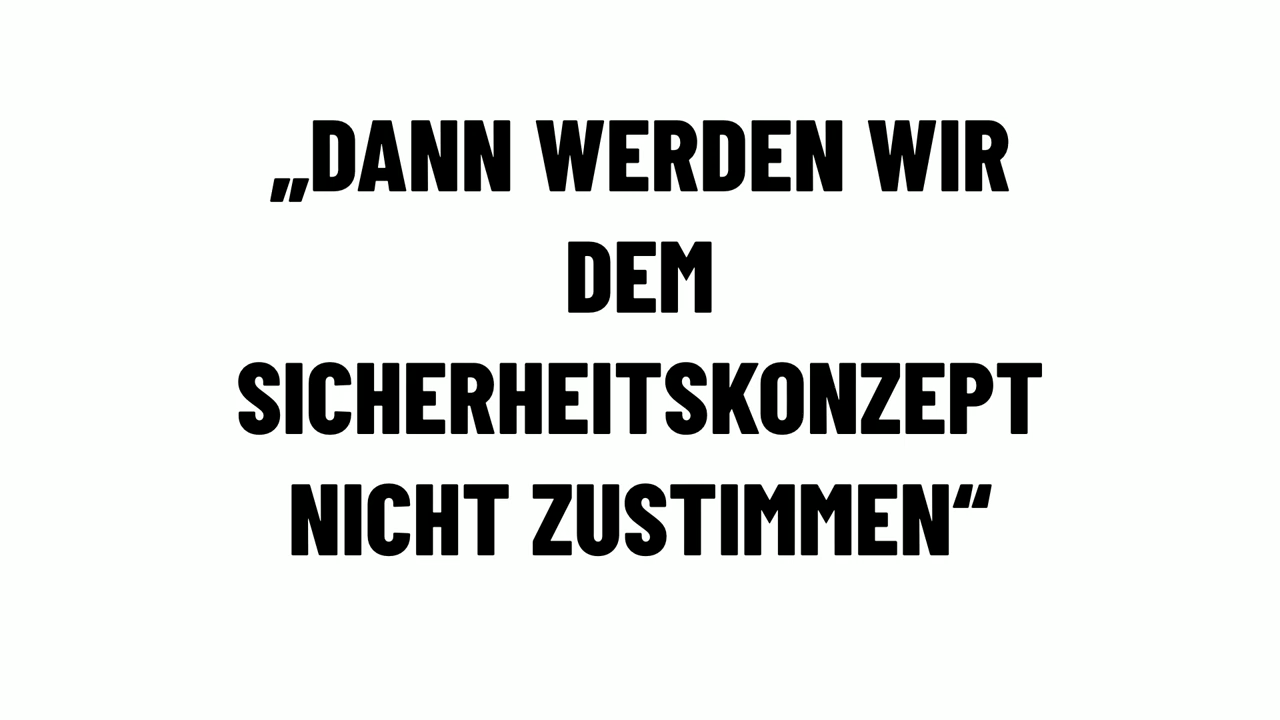 „DANN WERDEN WIR
DEM
SICHERHEITSKONZEPT
NICHT ZUSTIMMEN“